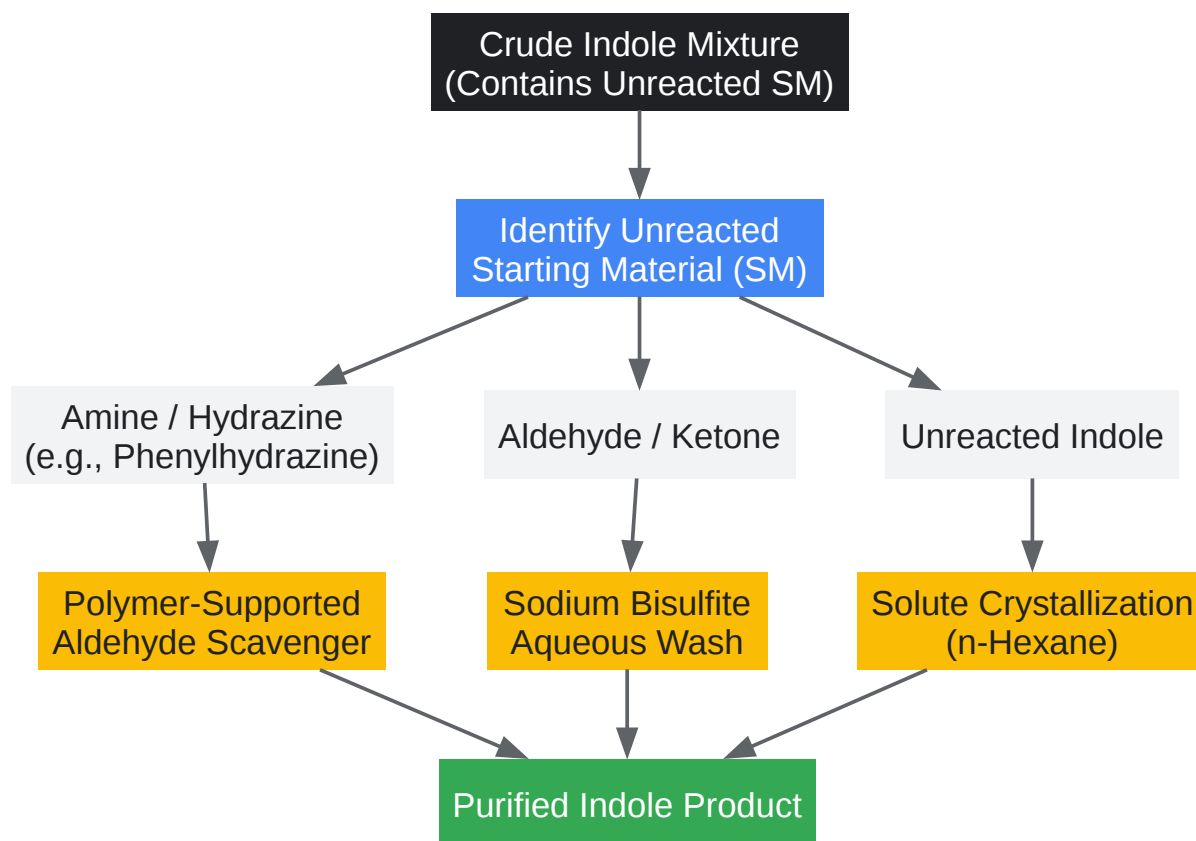 Crude Indole Mixture
(Contains Unreacted SM)
Identify Unreacted
Starting Material (SM)
Amine / Hydrazine
(e.g., Phenylhydrazine)
Aldehyde / Ketone
Unreacted Indole
Polymer-Supported
Aldehyde Scavenger
Sodium Bisulfite
Aqueous Wash
Solute Crystallization
(n-Hexane)
Purified Indole Product